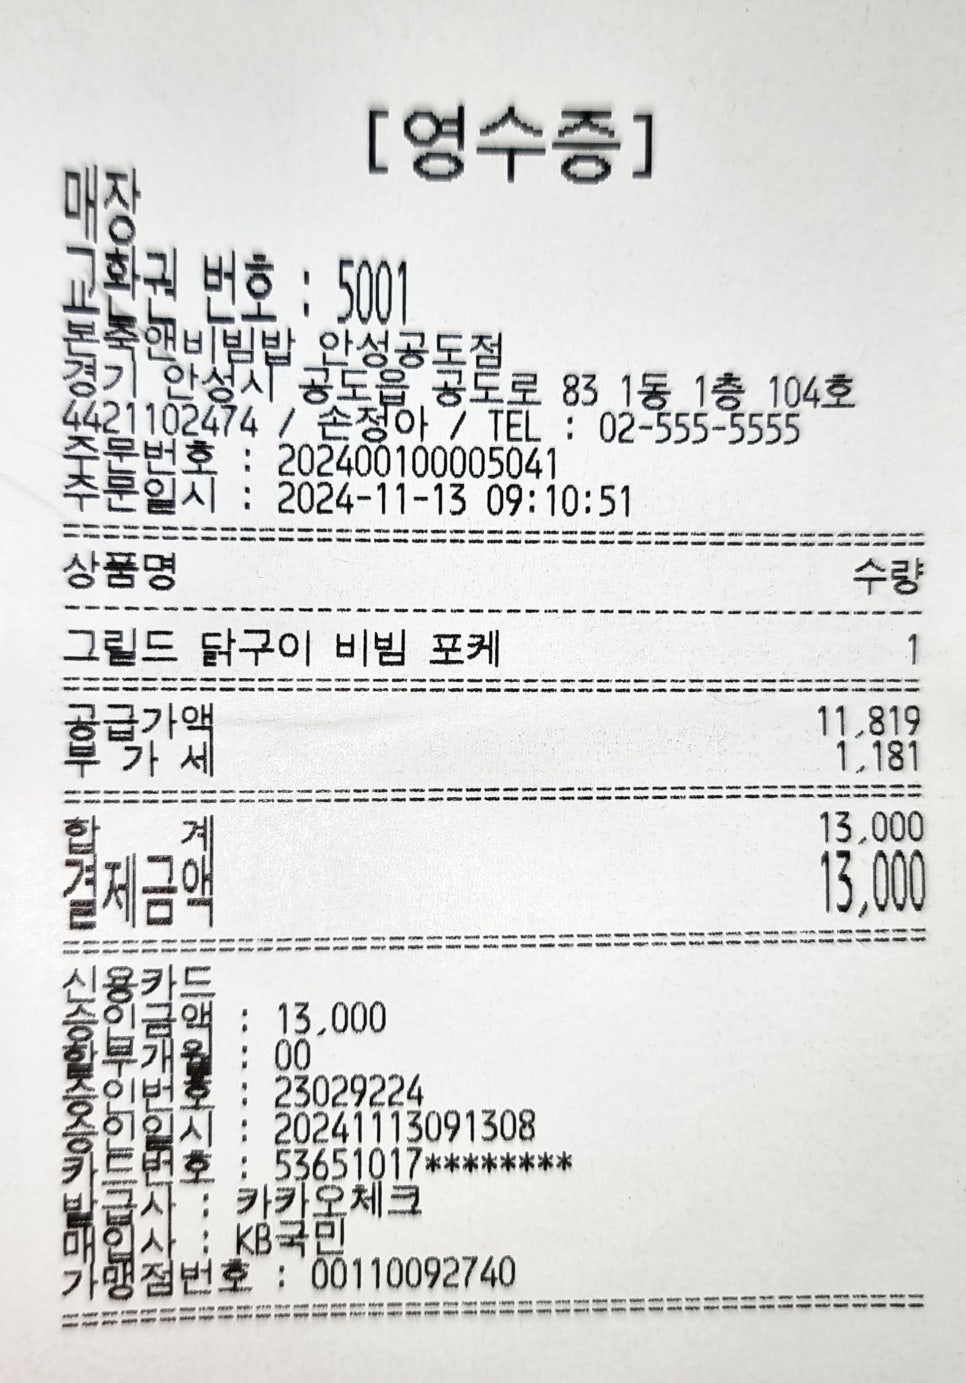 [영수증]
매장
교환권 번호 : 5001
본죽앤비빔밥 안성공도점
경기 안성시 공도읍 공도로 83 1동 1층 104호
4421102474 / 손정아 / TEL : 02-555-5555
주문번호 : 202400100005041
주문일시 : 2024-11-13 09:10:51
상품명 수량
그릴드 닭구이 비빔 포케 1
공급가액 11,819
부 가 세 1,181
합 계 13,000
결제금액 13,000
신용카드
승인금액 : 13,000
할부개월 : 00
승인번호 : 23029224
승인일시 : 20241113091308
카드번호 : 53651017********
발급사 : 카카오체크
매입사 : KB국민
가맹점번호 : 00110092740